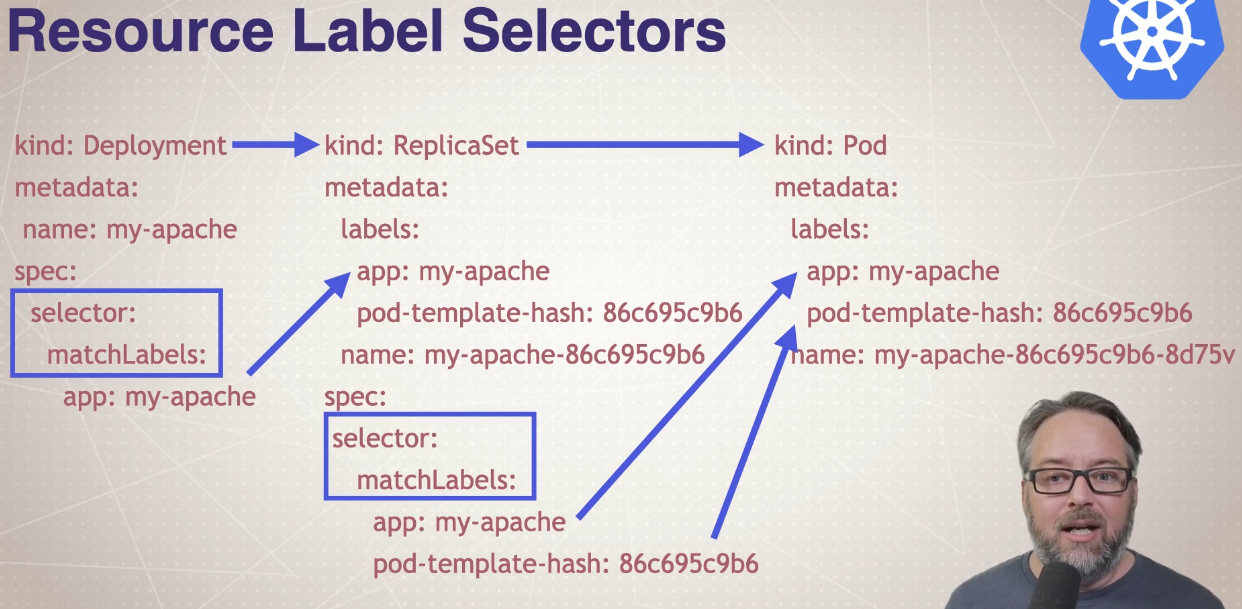 Resource Label Selectors
kind: Deployment
metadata:
name: my-apache
spec:
selector:
matchLabels:
app: my-apache
kind: ReplicaSet
metadata:
labels:
app: my-apache
pod-template-hash: 86c695c9b6
name: my-apache-86c695c9b6
spec:
selector:
matchLabels:
app: my-apache
pod-template-hash: 86c695c9b6
kind: Pod
metadata:
labels:
app: my-apache
pod-template-hash: 86c695c9b6
name: my-apache-86c695c9b6-8d75v